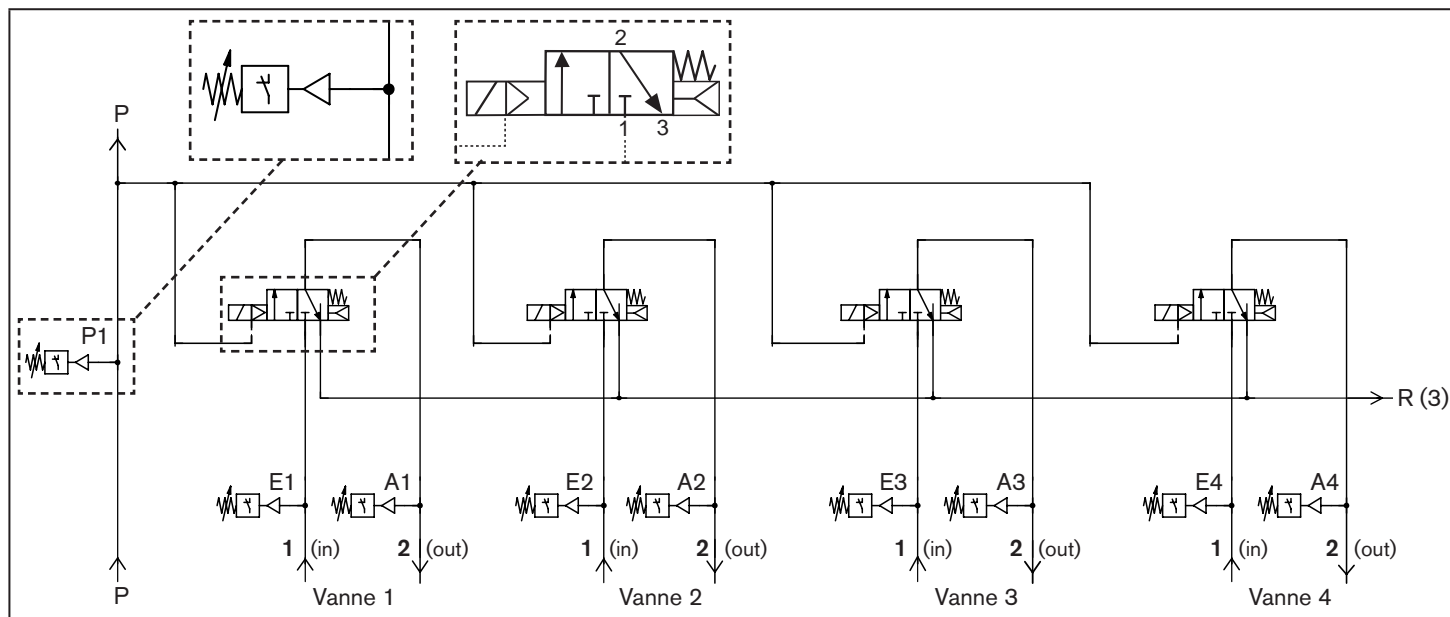 2
1
3
P
P1
R (3)
E1
A1
E2
A2
E3
A3
E4
A4
1 (in)
2 (out)
1 (in)
2 (out)
1 (in)
2 (out)
1 (in)
2 (out)
P
Vanne 1
Vanne 2
Vanne 3
Vanne 4